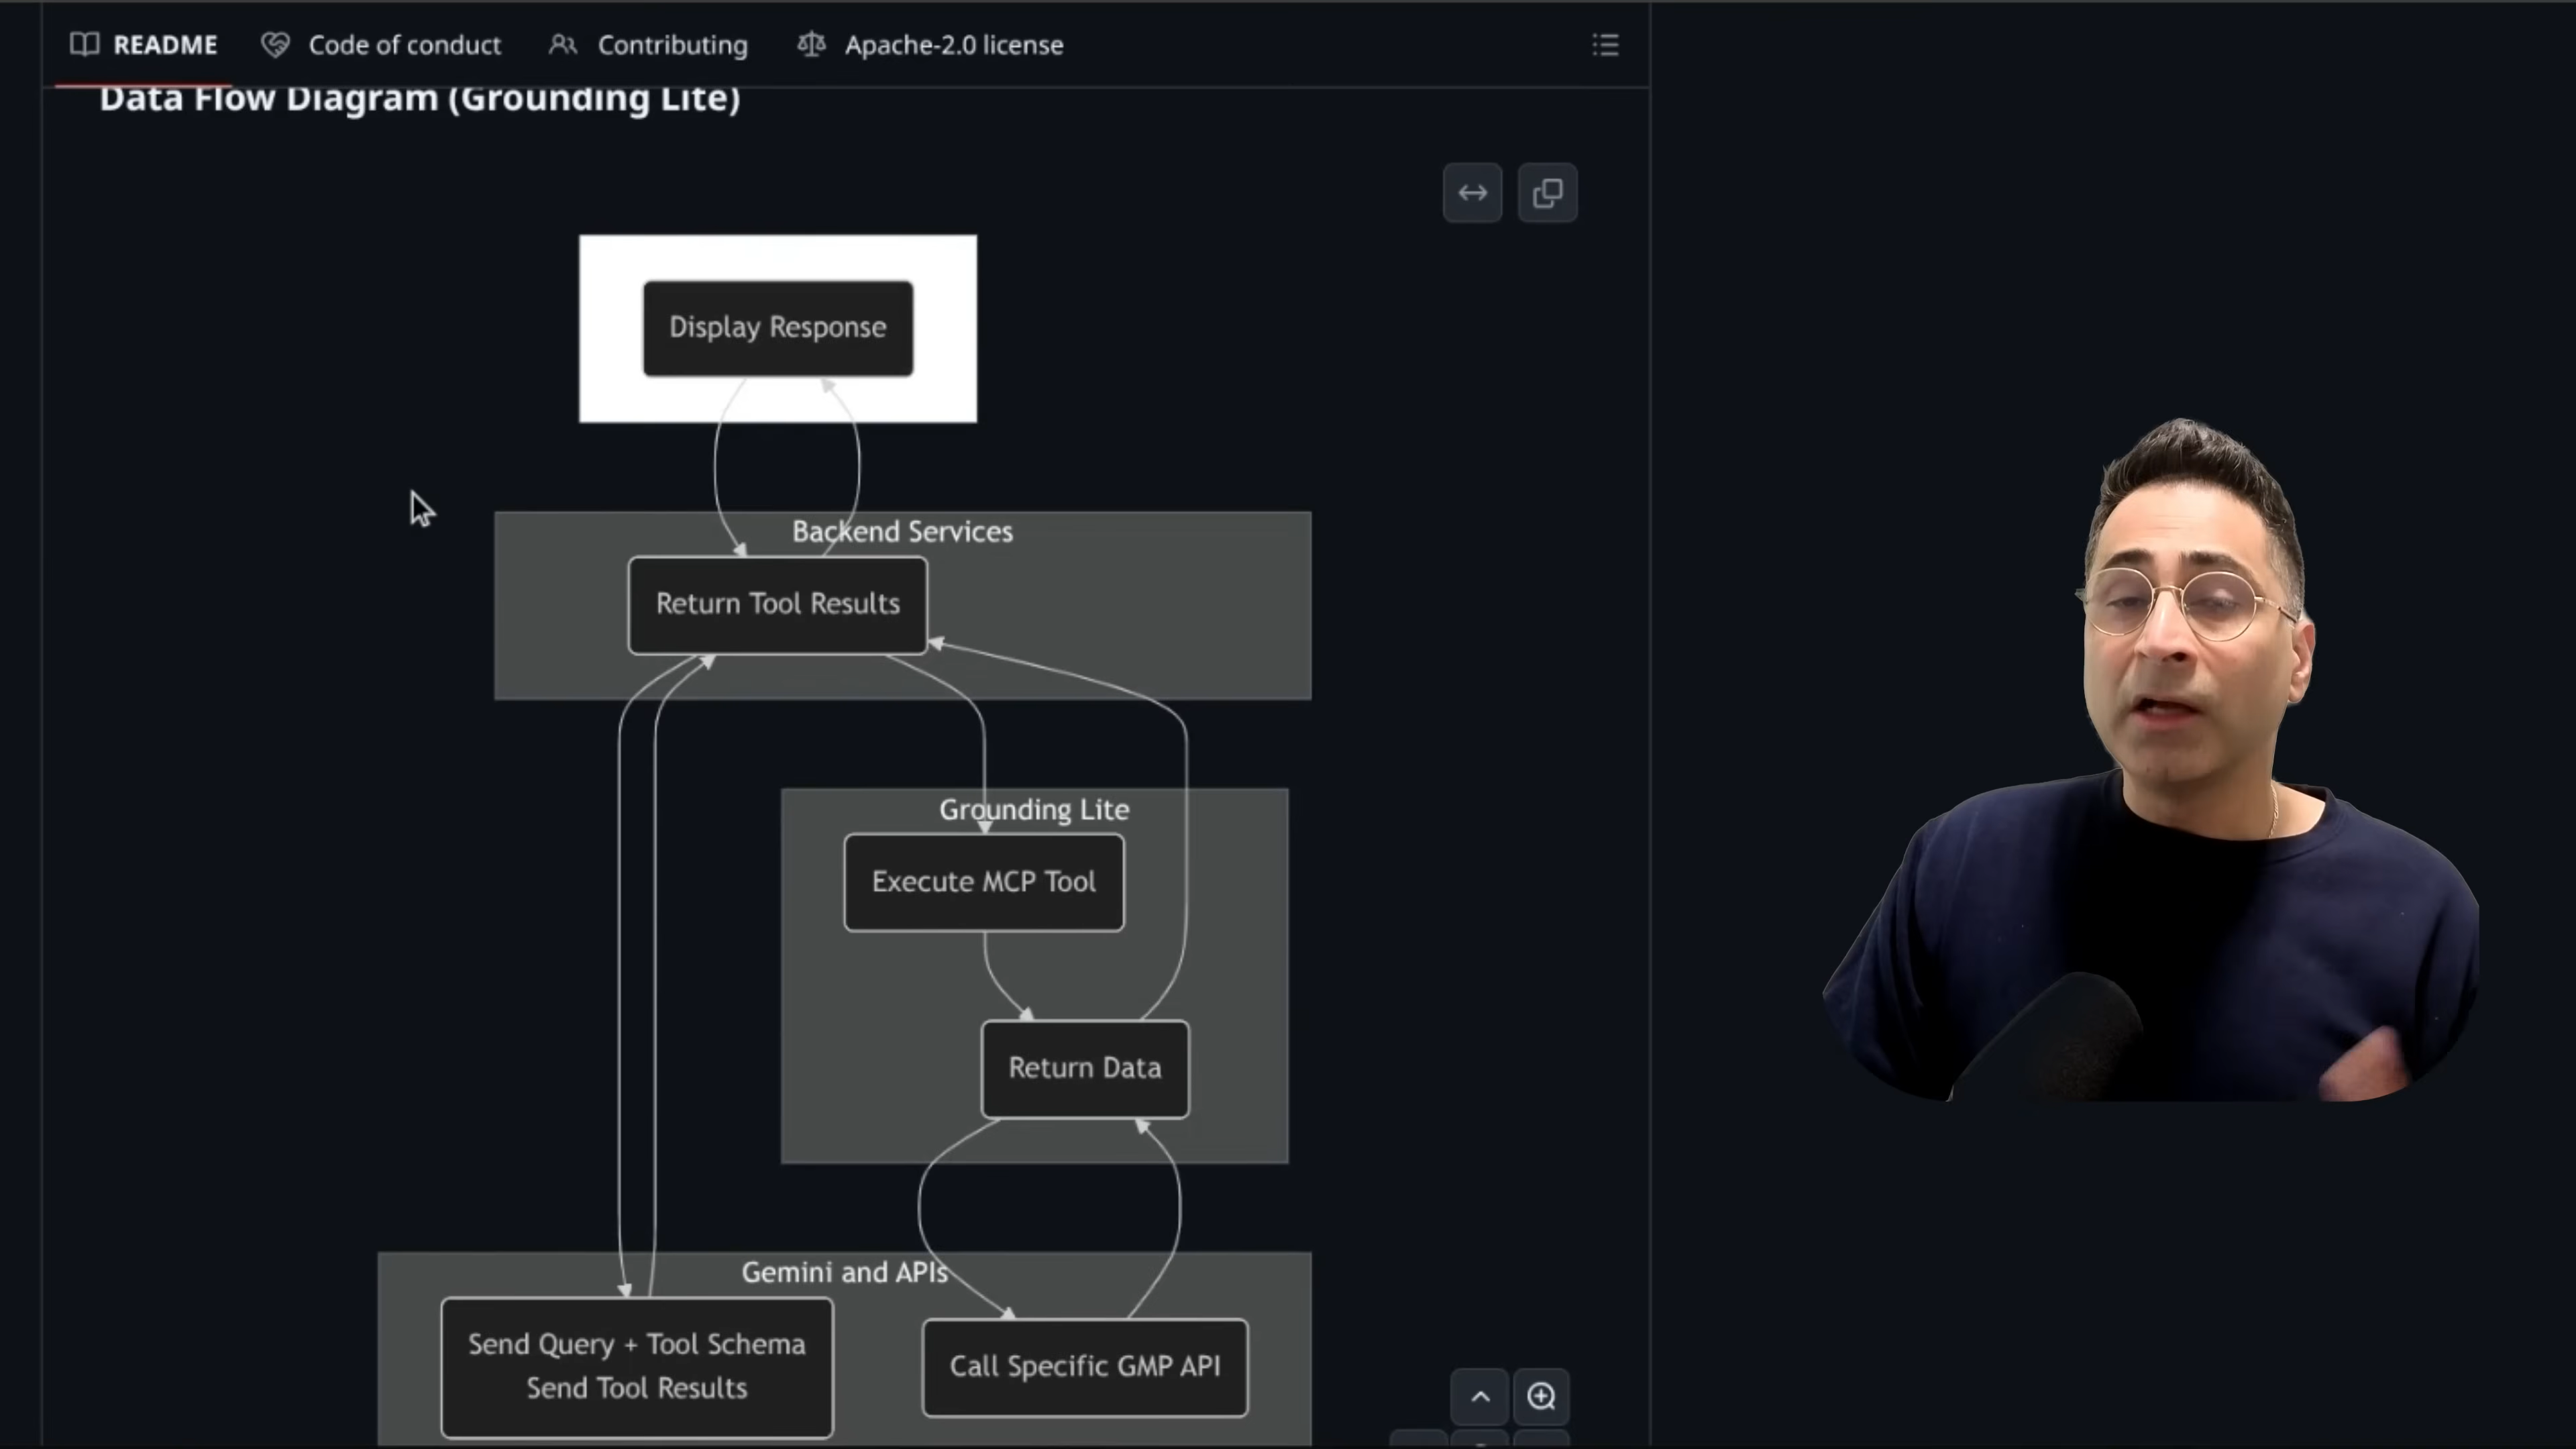 README
Code of conduct
Contributing
Apache-2.0 license
Data Flow Diagram (Grounding Lite)
Display Response
Backend Services
Return Tool Results
Grounding Lite
Execute MCP Tool
Return Data
Gemini and APIs
Send Query + Tool Schema
Send Tool Results
Call Specific GMP API